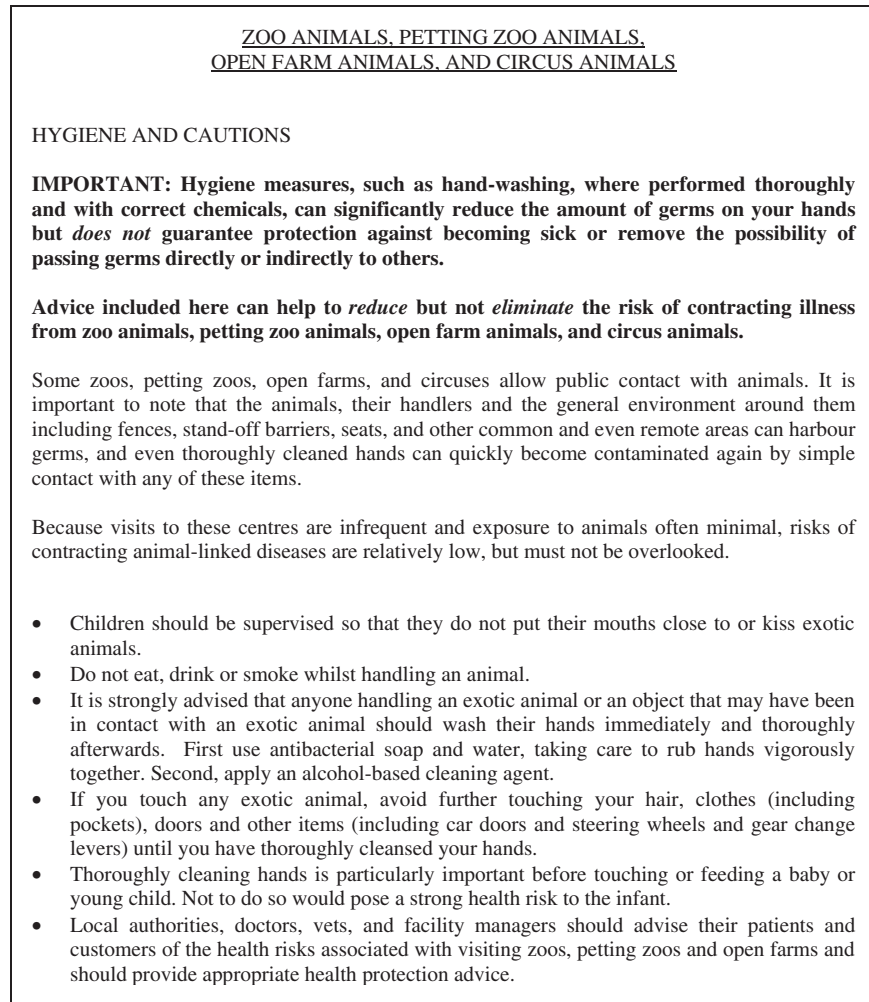 ZOO ANIMALS, PETTING ZOO ANIMALS,
OPEN FARM ANIMALS, AND CIRCUS ANIMALS
HYGIENE AND CAUTIONS
IMPORTANT: Hygiene measures, such as hand-washing, where performed thoroughly
and with correct chemicals, can significantly reduce the amount of germs on your hands
but does not guarantee protection against becoming sick or remove the possibility of
passing germs directly or indirectly to others.
Advice included here can help to reduce but not eliminate the risk of contracting illness
from zoo animals, petting zoo animals, open farm animals, and circus animals.
Some zoos, petting zoos, open farms, and circuses allow public contact with animals. It is
important to note that the animals, their handlers and the general environment around them
including fences, stand-off barriers, seats, and other common and even remote areas can harbour
germs, and even thoroughly cleaned hands can quickly become contaminated again by simple
contact with any of these items.
Because visits to these centres are infrequent and exposure to animals often minimal, risks of
contracting animal-linked diseases are relatively low, but must not be overlooked.
• Children should be supervised so that they do not put their mouths close to or kiss exotic
animals.
• Do not eat, drink or smoke whilst handling an animal.
• It is strongly advised that anyone handling an exotic animal or an object that may have been
in contact with an exotic animal should wash their hands immediately and thoroughly
afterwards. First use antibacterial soap and water, taking care to rub hands vigorously
together. Second, apply an alcohol-based cleaning agent.
• If you touch any exotic animal, avoid further touching your hair, clothes (including
pockets), doors and other items (including car doors and steering wheels and gear change
levers) until you have thoroughly cleansed your hands.
• Thoroughly cleaning hands is particularly important before touching or feeding a baby or
young child. Not to do so would pose a strong health risk to the infant.
• Local authorities, doctors, vets, and facility managers should advise their patients and
customers of the health risks associated with visiting zoos, petting zoos and open farms and
should provide appropriate health protection advice.